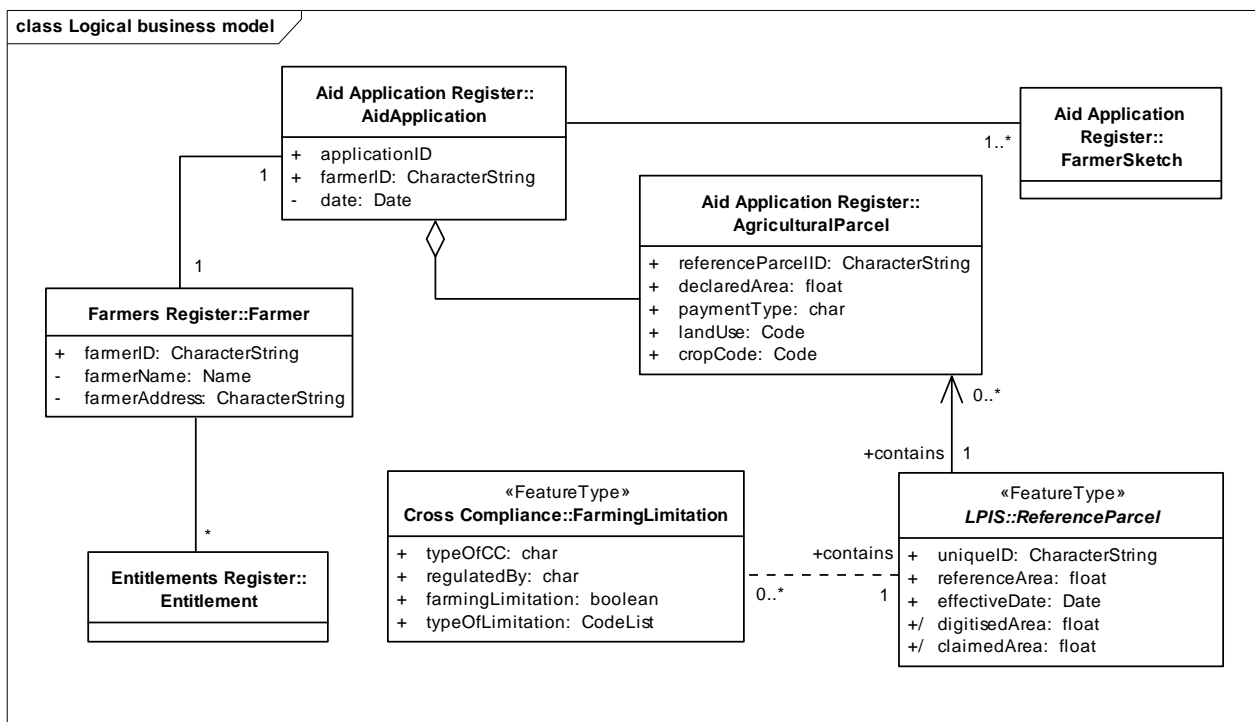 class Logical business model
Aid Application Register::
AidApplication
+ applicationID
+ farmerID: CharacterString
- date: Date
1..*
Aid Application
Register::
FarmerSketch
1
1
Aid Application Register::
AgriculturalParcel
+ referenceParcelID: CharacterString
+ declaredArea: float
+ paymentType: char
+ landUse: Code
+ cropCode: Code
Farmers Register::Farmer
+ farmerID: CharacterString
- farmerName: Name
- farmerAddress: CharacterString
0..*
+contains 1
*
Entitlements Register::
Entitlement
«FeatureType»
Cross Compliance::FarmingLimitation
+ typeOfCC: char
+ regulatedBy: char
+ farmingLimitation: boolean
+ typeOfLimitation: CodeList
+contains
0..* 1
«FeatureType»
LPIS::ReferenceParcel
+ uniqueID: CharacterString
+ referenceArea: float
+ effectiveDate: Date
+/ digitisedArea: float
+/ claimedArea: float